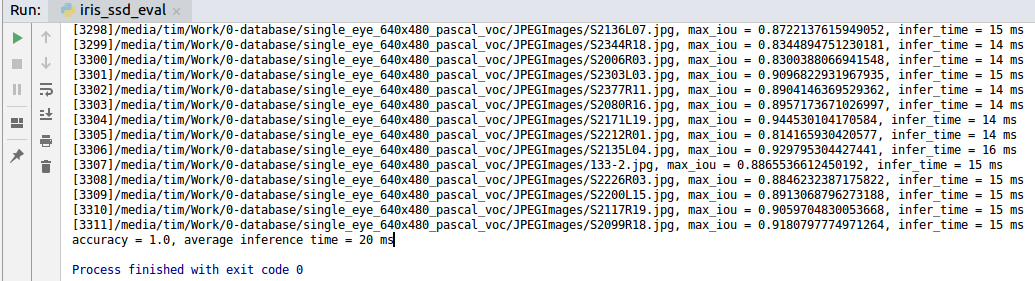 Run: iris_ssd_eval ×
[3298]/media/tim/Work/0-database/single_eye_640x480_pascal_voc/JPEGImages/S2136L07.jpg, max_iou = 0.8722137615949052, infer_time = 15 ms
[3299]/media/tim/Work/0-database/single_eye_640x480_pascal_voc/JPEGImages/S2344R18.jpg, max_iou = 0.8344894751230181, infer_time = 14 ms
[3300]/media/tim/Work/0-database/single_eye_640x480_pascal_voc/JPEGImages/S2006R03.jpg, max_iou = 0.8300388066941548, infer_time = 14 ms
[3301]/media/tim/Work/0-database/single_eye_640x480_pascal_voc/JPEGImages/S2303L03.jpg, max_iou = 0.9096822931967935, infer_time = 15 ms
[3302]/media/tim/Work/0-database/single_eye_640x480_pascal_voc/JPEGImages/S2377R11.jpg, max_iou = 0.8904146369529362, infer_time = 14 ms
[3303]/media/tim/Work/0-database/single_eye_640x480_pascal_voc/JPEGImages/S2080R16.jpg, max_iou = 0.8957173671026997, infer_time = 14 ms
[3304]/media/tim/Work/0-database/single_eye_640x480_pascal_voc/JPEGImages/S2171L19.jpg, max_iou = 0.944530104170584, infer_time = 14 ms
[3305]/media/tim/Work/0-database/single_eye_640x480_pascal_voc/JPEGImages/S2212R01.jpg, max_iou = 0.814165930420577, infer_time = 14 ms
[3306]/media/tim/Work/0-database/single_eye_640x480_pascal_voc/JPEGImages/S2135L04.jpg, max_iou = 0.929795304427441, infer_time = 16 ms
[3307]/media/tim/Work/0-database/single_eye_640x480_pascal_voc/JPEGImages/133-2.jpg, max_iou = 0.8865536612450192, infer_time = 15 ms
[3308]/media/tim/Work/0-database/single_eye_640x480_pascal_voc/JPEGImages/S2226R03.jpg, max_iou = 0.8846232387175822, infer_time = 15 ms
[3309]/media/tim/Work/0-database/single_eye_640x480_pascal_voc/JPEGImages/S2200L15.jpg, max_iou = 0.8913068796273188, infer_time = 15 ms
[3310]/media/tim/Work/0-database/single_eye_640x480_pascal_voc/JPEGImages/S2117R19.jpg, max_iou = 0.9059704830053668, infer_time = 15 ms
[3311]/media/tim/Work/0-database/single_eye_640x480_pascal_voc/JPEGImages/S2099R18.jpg, max_iou = 0.9180797774971264, infer_time = 15 ms
accuracy = 1.0, average inference time = 20 ms
Process finished with exit code 0